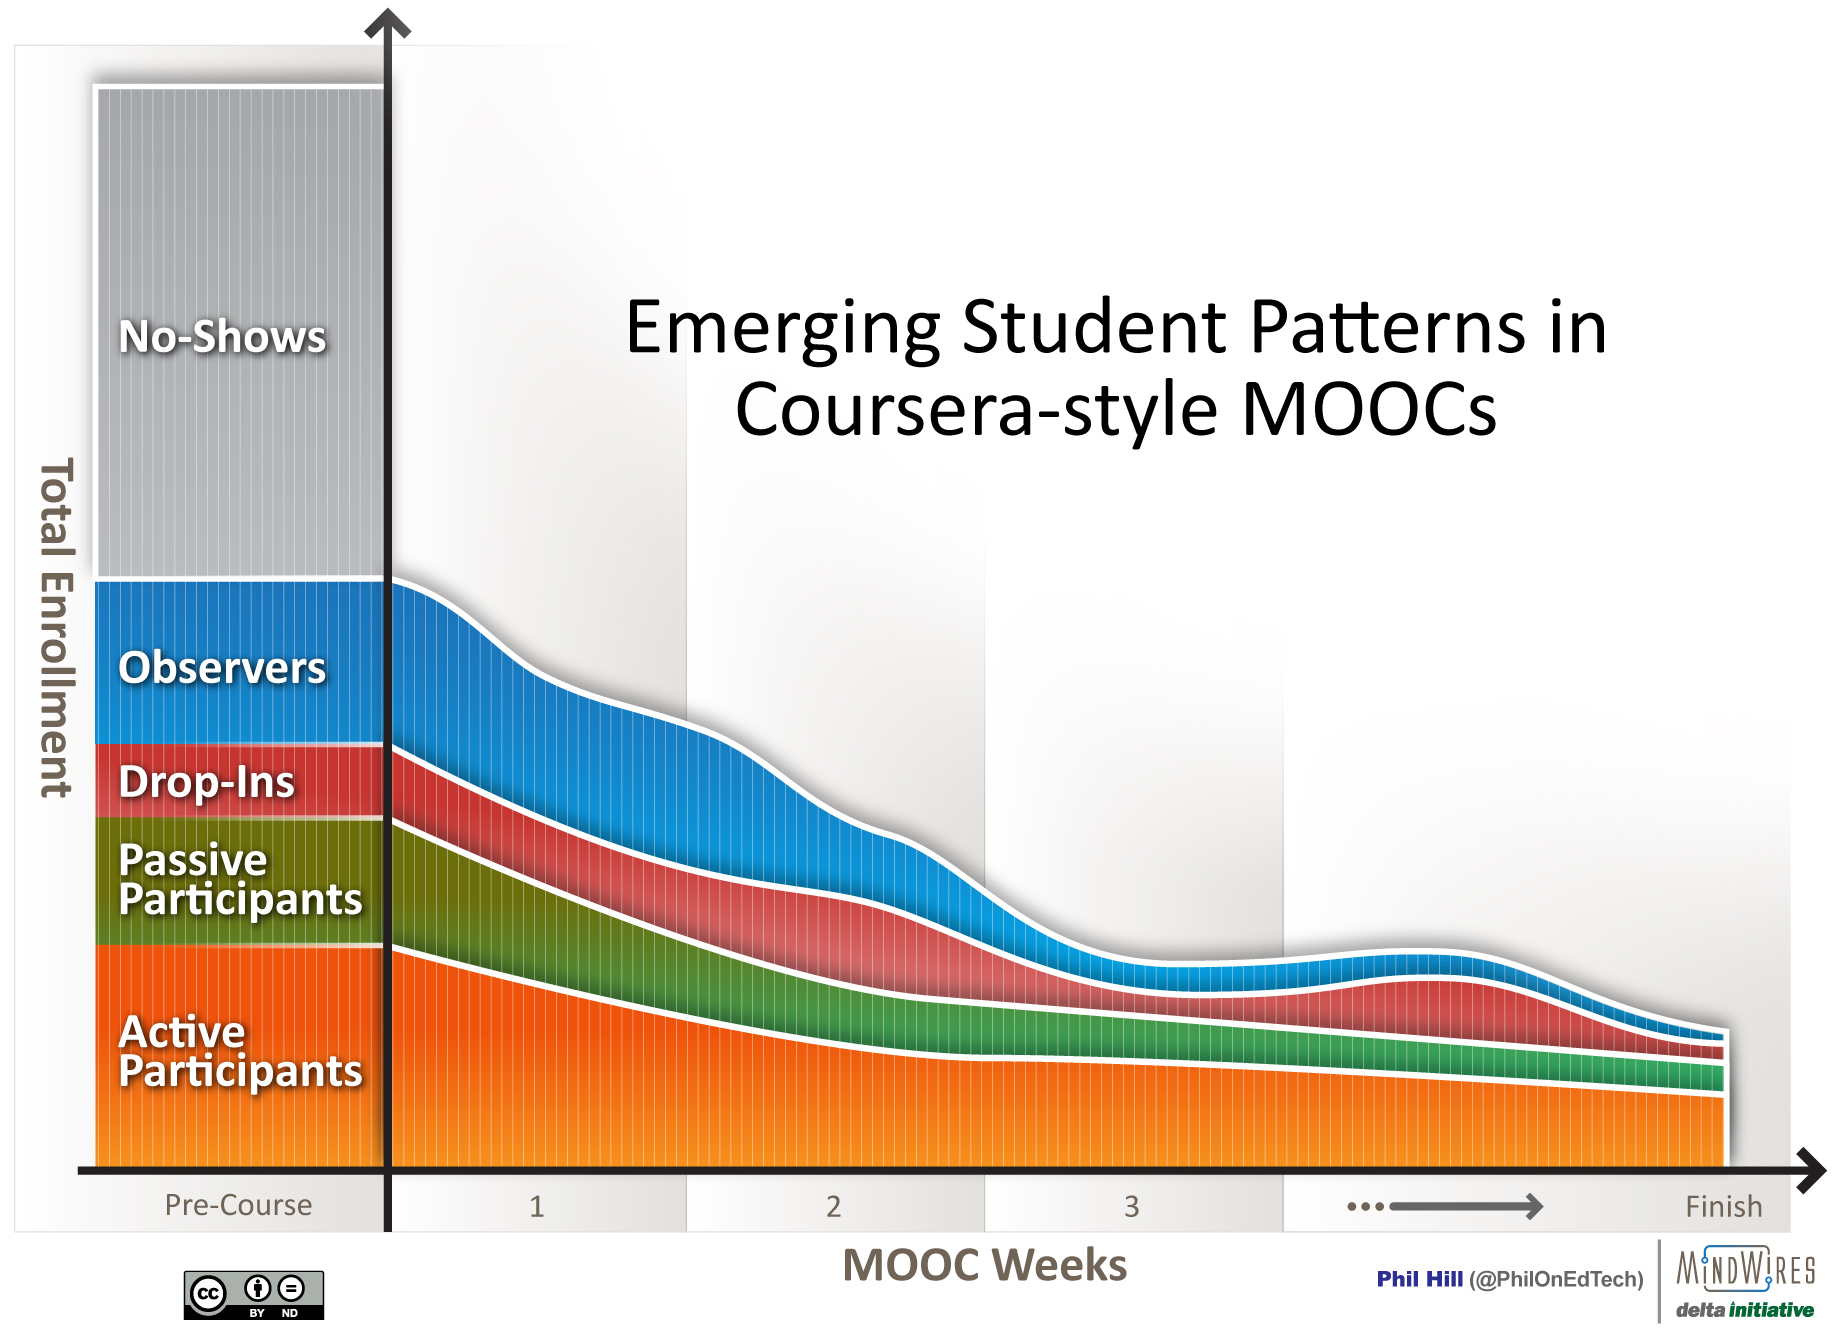 Emerging Student Patterns in
Coursera-style MOOCs
Total Enrollment
No-Shows
Observers
Drop-Ins
Passive
Participants
Active
Participants
Pre-Course
1
2
3
Finish
MOOC Weeks
cc
BY ND
Phil Hill (@PhilOnEdTech)
MINDWIRES
delta initiative